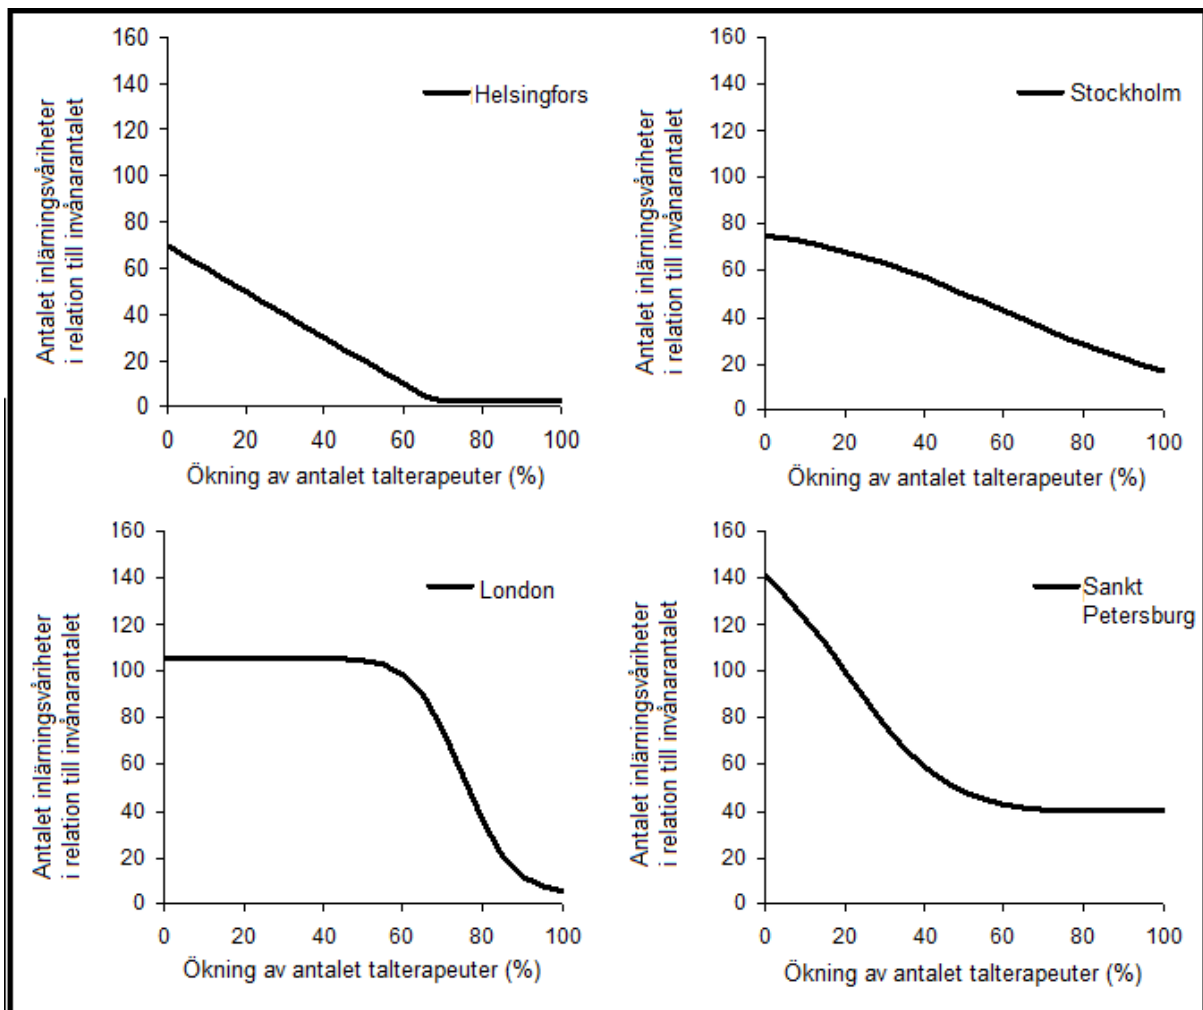 160
140
120
100
80
60
40
20
0
Antalet inlärningsvåriheter
i relation till invånarantalet
Helsingfors
0 20 40 60 80 100
Ökning av antalet talterapeuter (%)
160
140
120
100
80
60
40
20
0
Antalet inlärningsvåriheter
i relation till invånarantalet
Stockholm
0 20 40 60 80 100
Ökning av antalet talterapeuter (%)
160
140
120
100
80
60
40
20
0
Antalet inlärningsvåriheter
i relation till invånarantalet
London
0 20 40 60 80 100
Ökning av antalet talterapeuter (%)
160
140
120
100
80
60
40
20
0
Antalet inlärningsvåriheter
i relation till invånarantalet
Sankt
Petersburg
0 20 40 60 80 100
Ökning av antalet talterapeuter (%)